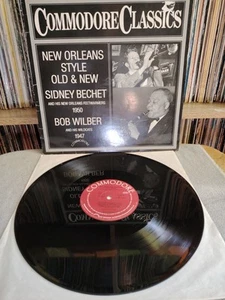 COMMODORE CLASSICS
NEW ORLEANS
STYLE
OLD & NEW
SIDNEY BECHET
AND HIS NEW ORLEANS FEETWARMERS
1950
BOB WILBER
AND HIS WILDCATS
1947
COMMODORE